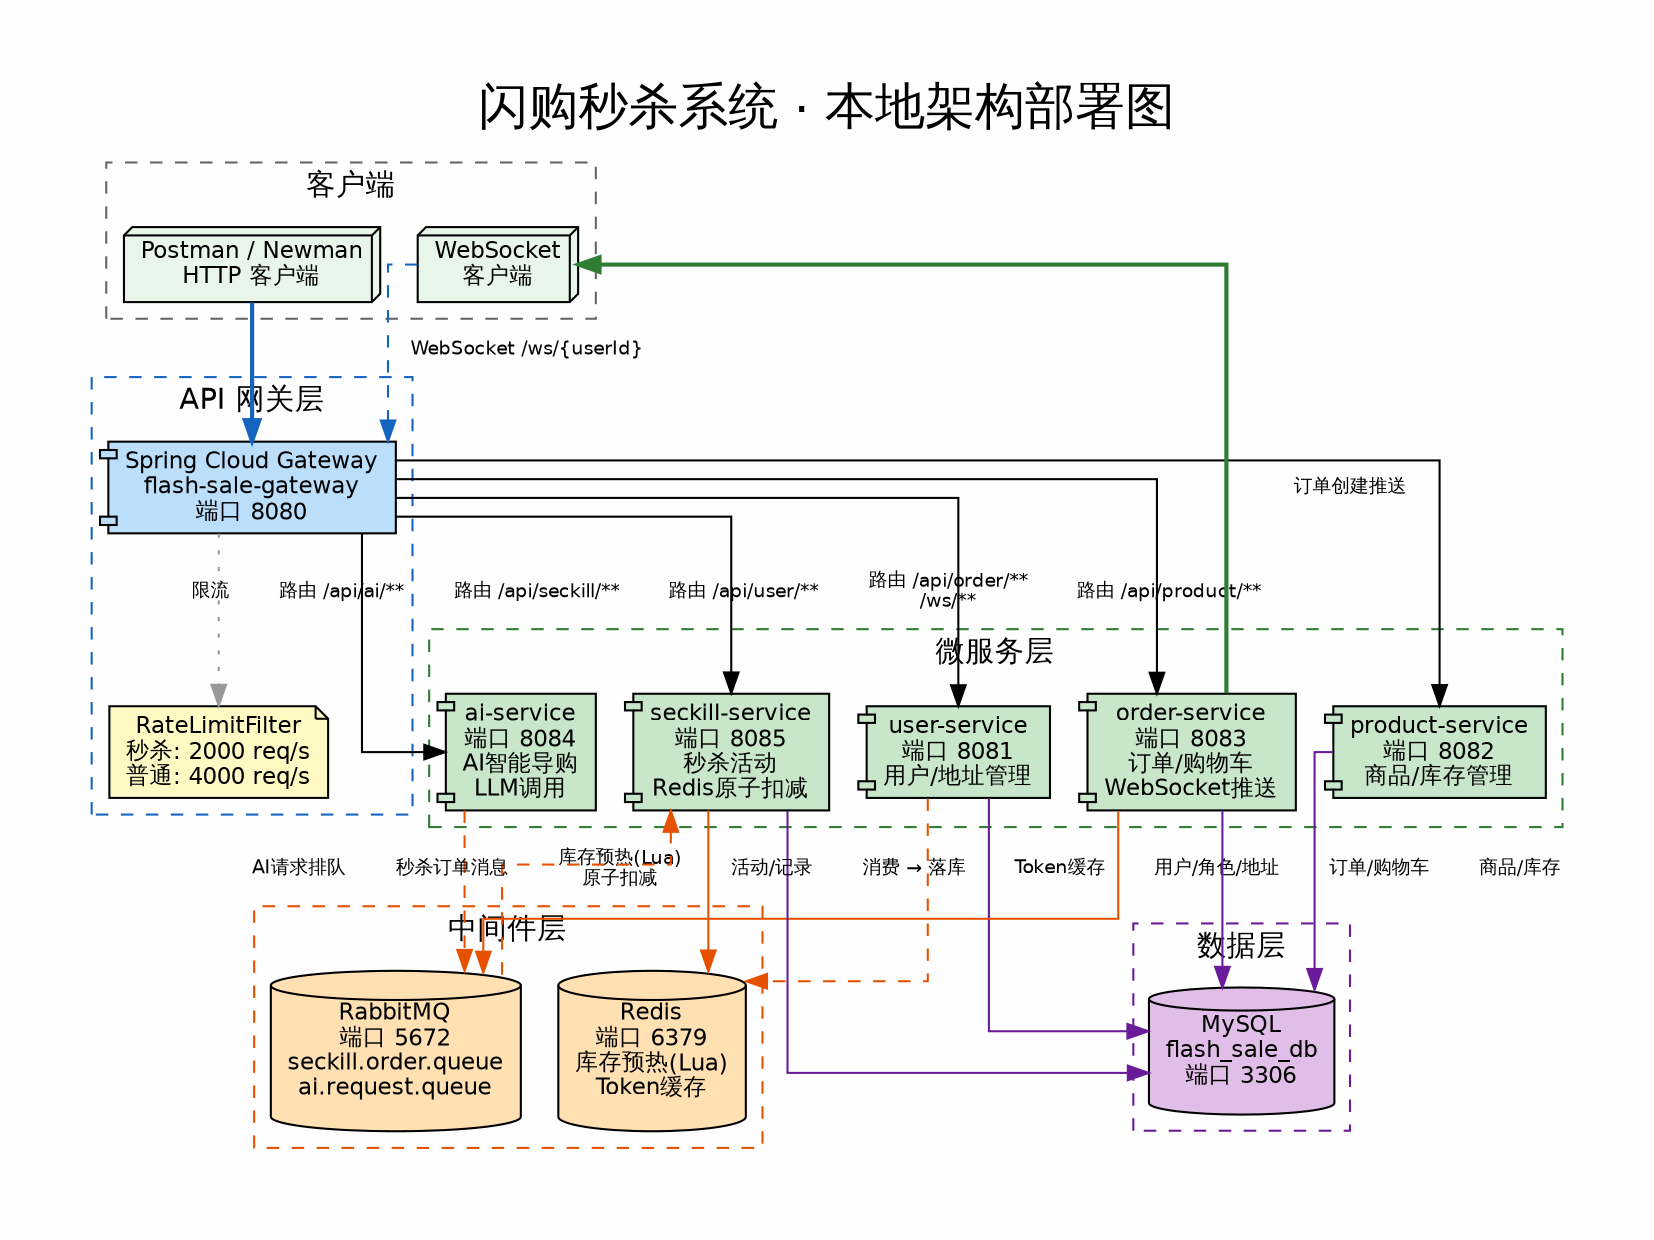 闪购秒杀系统 · 本地架构部署图
客户端
Postman / Newman
HTTP 客户端
WebSocket
客户端
WebSocket /ws/{userId}
API 网关层
Spring Cloud Gateway
flash-sale-gateway
端口 8080
订单创建推送
限流
路由 /api/ai/**
路由 /api/seckill/**
路由 /api/user/**
路由 /api/order/**
/ws/**
路由 /api/product/**
微服务层
RateLimitFilter
秒杀: 2000 req/s
普通: 4000 req/s
ai-service
端口 8084
AI智能导购
LLM调用
seckill-service
端口 8085
秒杀活动
Redis原子扣减
user-service
端口 8081
用户/地址管理
order-service
端口 8083
订单/购物车
WebSocket推送
product-service
端口 8082
商品/库存管理
AI请求排队
秒杀订单消息
库存预热(Lua)
原子扣减
活动/记录
消费 → 落库
Token缓存
用户/角色/地址
订单/购物车
商品/库存
中间件层
RabbitMQ
端口 5672
seckill.order.queue
ai.request.queue
Redis
端口 6379
库存预热(Lua)
Token缓存
数据层
MySQL
flash_sale_db
端口 3306